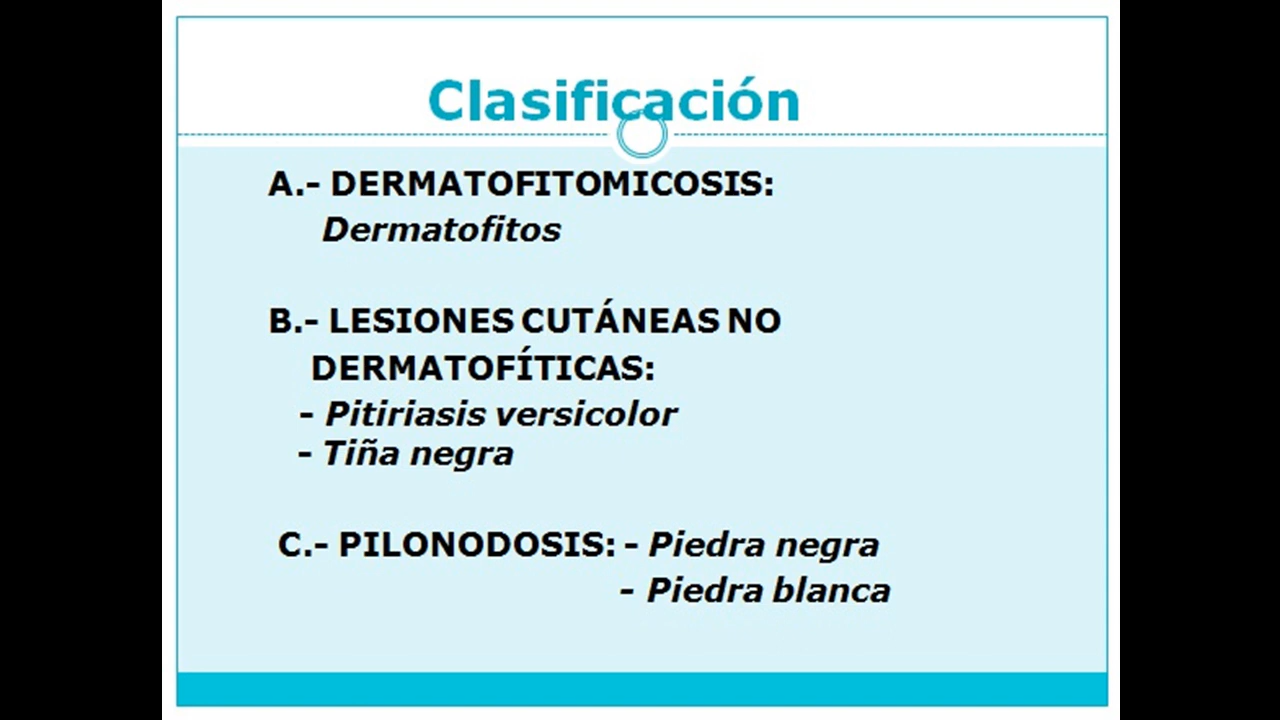 Clasificación
A.- DERMATOFITOMICOSIS:
Dermatofitos
B.- LESIONES CUTÁNEAS NO
DERMATOFÍTICAS:
- Pitiriasis versicolor
- Tiña negra
C.- PILONODOSIS: - Piedra negra
- Piedra blanca